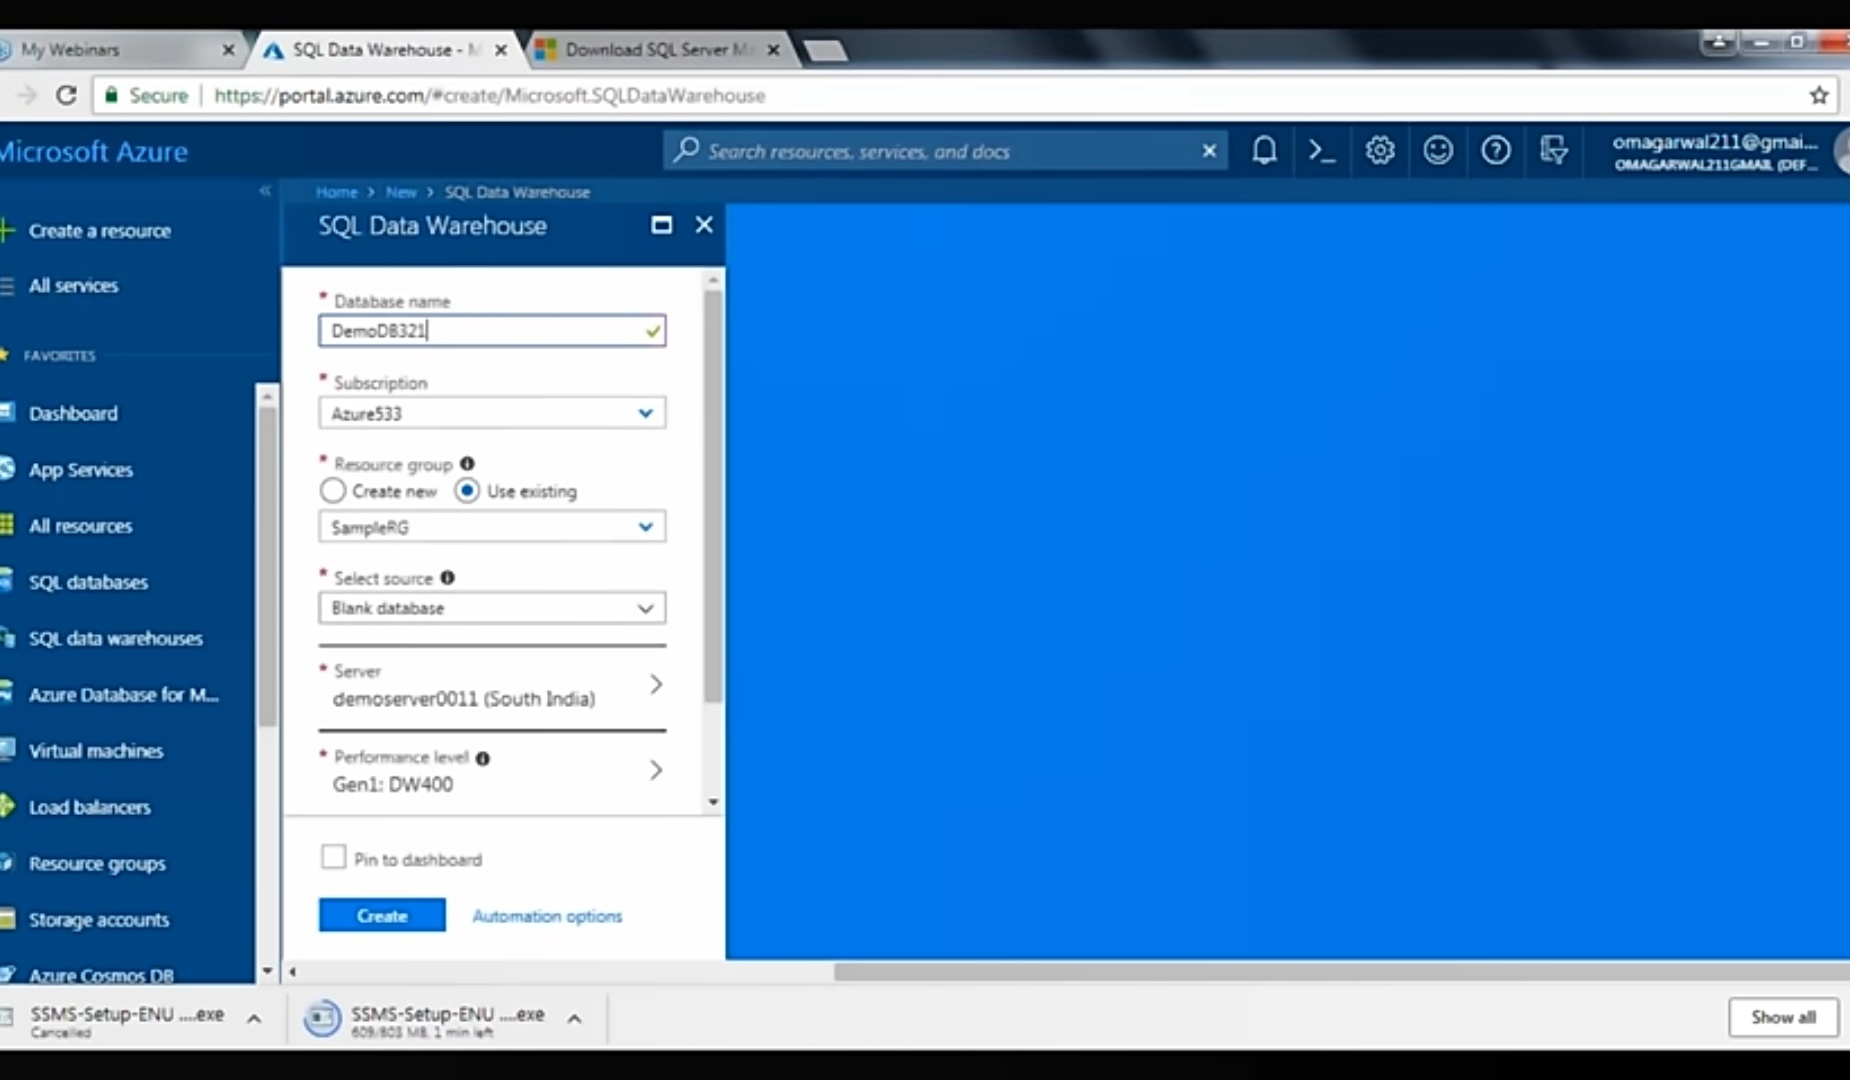 My Webinars
SQL Data Warehouse - M
Download SQL Server Ma
Secure
https://portal.azure.com/#create/Microsoft.SQLDataWarehouse
Microsoft Azure
Search resources, services, and docs
omagarwal211@gmai...
OMAGARWAL211GMAIL (DEF...
Home > New > SQL Data Warehouse
SQL Data Warehouse
Create a resource
All services
FAVORITES
Dashboard
App Services
All resources
SQL databases
SQL data warehouses
Azure Database for M...
Virtual machines
Load balancers
Resource groups
Storage accounts
Azure Cosmos DB
* Database name
DemoDB321
* Subscription
Azure533
* Resource group
Create new
Use existing
SampleRG
* Select source
Blank database
* Server
demoserver0011 (South India)
* Performance level
Gen1: DW400
Pin to dashboard
Create
Automation options
SSMS-Setup-ENU ....exe
Cancelled
SSMS-Setup-ENU ....exe
609/803 MB, 1 min left
Show all